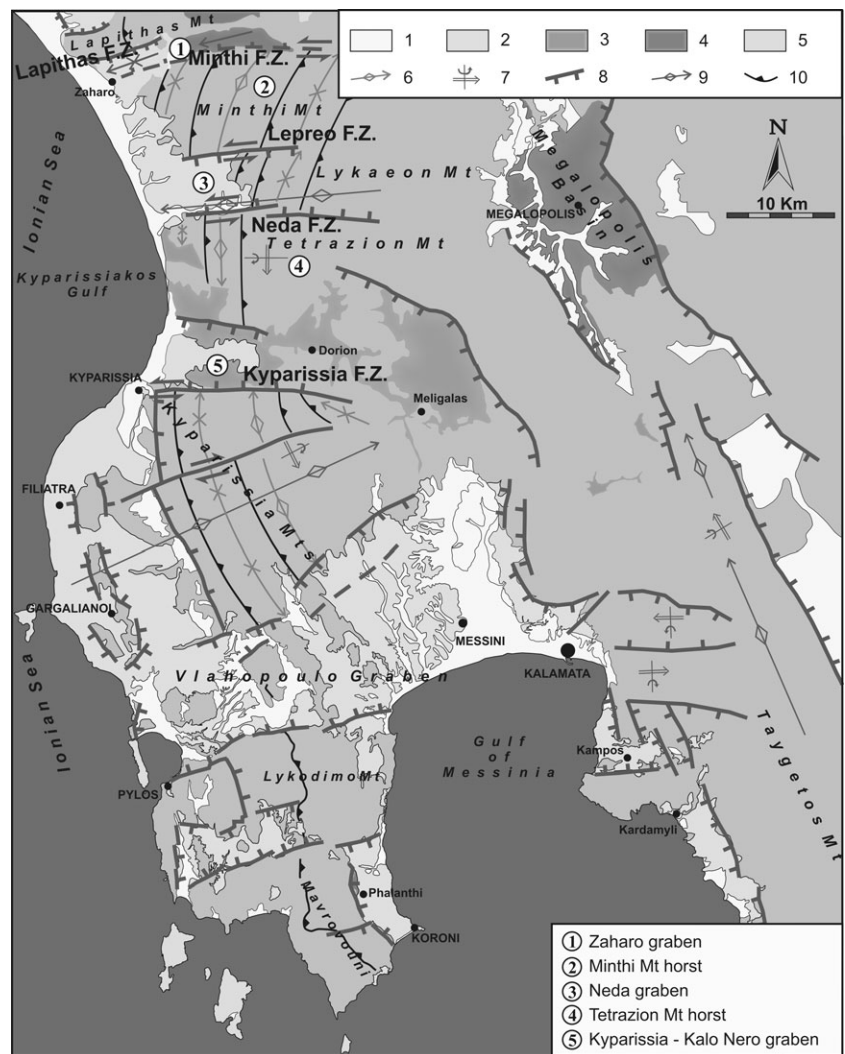 1 2 3 4 5
6 7 8 9 10
Lapithas Mt
Lapithas F.Z.
1
Minthi F.Z.
Zaharo
2
Minthi Mt
Lepreo F.Z.
Lykaeon Mt
3
Neda F.Z.
Tetrazion Mt
4
Ionian Sea
Kyparissiakos
Gulf
Megalopolis
Basin
MEGALOPOLIS
N
10 Km
Dorion
5
Kyparissia F.Z.
KYPARISSIA
Meligalas
Kyparissia Mts
FILIATRA
GARGALIANOI
MESSINI
KALAMATA
Vlahopoulo Graben
Ionian Sea
Gulf
of
Messinia
Kampos
Taygetos Mt
Lykodimo Mt
PYLOS
Kardamyli
Phalanthi
Mavrovouni
KORONI
1 Zaharo graben
2 Minthi Mt horst
3 Neda graben
4 Tetrazion Mt horst
5 Kyparissia - Kalo Nero graben